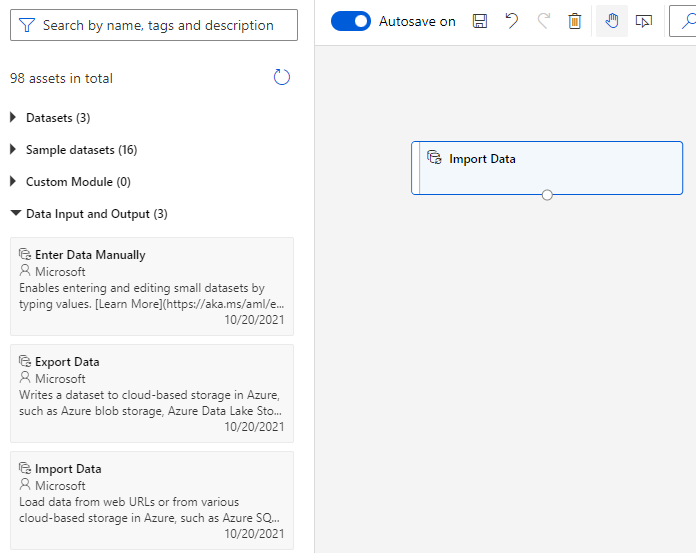 Search by name, tags and description
98 assets in total
Datasets (3)
Sample datasets (16)
Custom Module (0)
Data Input and Output (3)
Enter Data Manually
Microsoft
Enables entering and editing small datasets by
typing values. [Learn More](https://aka.ms/aml/e...
10/20/2021
Export Data
Microsoft
Writes a dataset to cloud-based storage in Azure,
such as Azure blob storage, Azure Data Lake Sto...
10/20/2021
Import Data
Microsoft
Load data from web URLs or from various
cloud-based storage in Azure, such as Azure SQ...
10/20/2021
Autosave on
Import Data